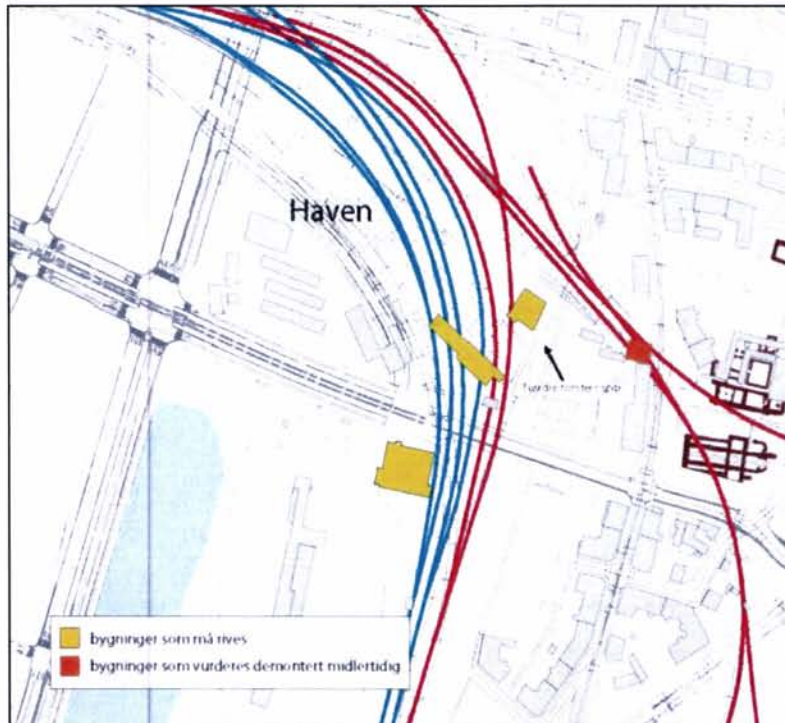 Haven
bygninger som må rives
bygninger som vurderes demontert midlertidig